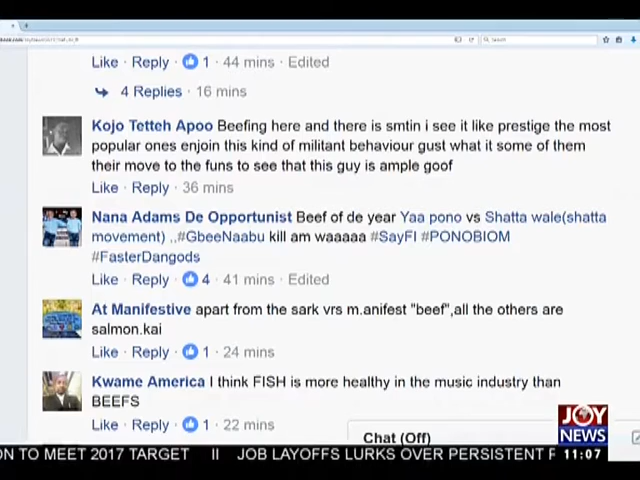 Like · Reply · 1 · 44 mins · Edited
4 Replies · 16 mins
Kojo Tetteh Apoo Beefing here and there is smtin i see it like prestige the most
popular ones enjoin this kind of militant behaviour gust what it some of them
their move to the funs to see that this guy is ample goof
Like · Reply · 36 mins
Nana Adams De Opportunist Beef of de year Yaa pono vs Shatta wale(shatta
movement) ..#GbeeNaabu kill am waaaaa #SayFI #PONOBIOM
#FasterDangods
Like · Reply · 4 · 41 mins · Edited
At Manifestive apart from the sark vrs m.anifest "beef",all the others are
salmon.kai
Like · Reply · 1 · 24 mins
Kwame America I think FISH is more healthy in the music industry than
BEEFS
Like · Reply · 1 · 22 mins
Chat (Off)
JOY
NEWS
ON TO MEET 2017 TARGET II JOB LAYOFFS LURKS OVER PERSISTENT
11:07